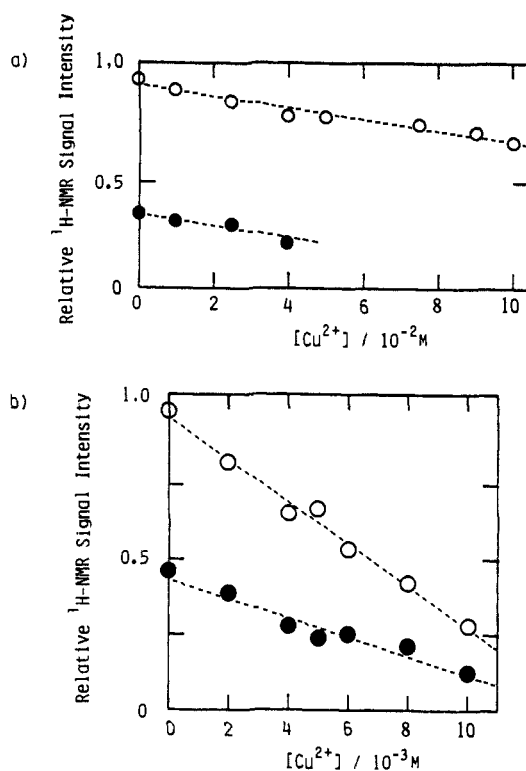 a)
Relative ¹H-NMR Signal Intensity
1.0
0.5
0
0 2 4 6 8 10
[Cu²⁺] / 10⁻²M
b)
Relative ¹H-NMR Signal Intensity
1.0
0.5
0
0 2 4 6 8 10
[Cu²⁺] / 10⁻³M